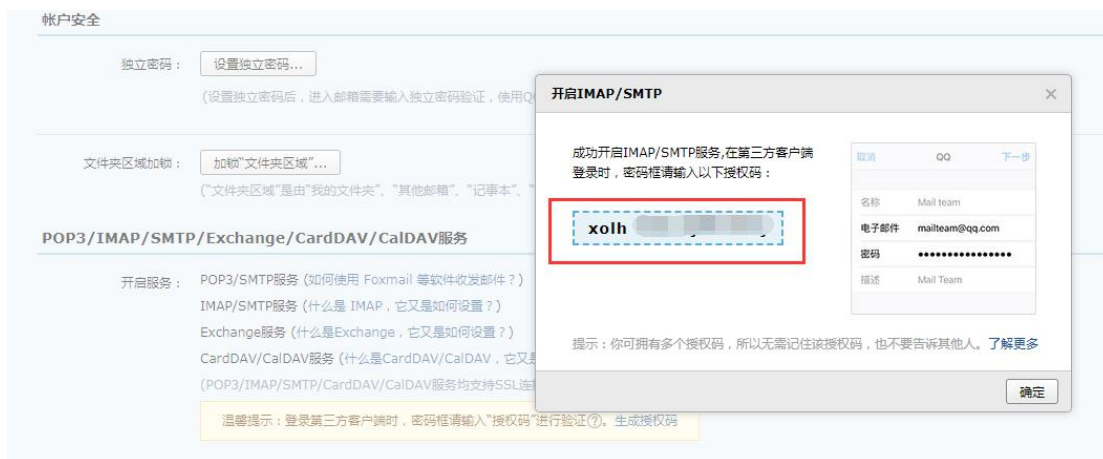 帐户安全
独立密码：
设置独立密码...
(设置独立密码后，进入邮箱需要输入独立密码验证，使用Q
文件夹区域加锁：
加锁"文件夹区域"...
("文件夹区域"是由"我的文件夹"、"其他邮箱"、"记事本"、"
POP3/IMAP/SMTP/Exchange/CardDAV/CalDAV服务
开启服务：
POP3/SMTP服务 (如何使用 Foxmail 等软件收发邮件？)
IMAP/SMTP服务 (什么是 IMAP，它又是如何设置？)
Exchange服务 (什么是Exchange，它又是如何设置？)
CardDAV/CalDAV服务 (什么是CardDAV/CalDAV，它又是
(POP3/IMAP/SMTP/CardDAV/CalDAV服务均支持SSL连
温馨提示：登录第三方客户端时，密码框请输入"授权码"进行验证?。生成授权码
开启IMAP/SMTP
成功开启IMAP/SMTP服务,在第三方客户端
登录时，密码框请输入以下授权码：
xolh
取消 QQ 下一步
名称 Mail team
电子邮件 mailteam@qq.com
密码 ••••••••••••••••
描述 Mail Team
提示：你可拥有多个授权码，所以无需记住该授权码，也不要告诉其他人。了解更多
确定